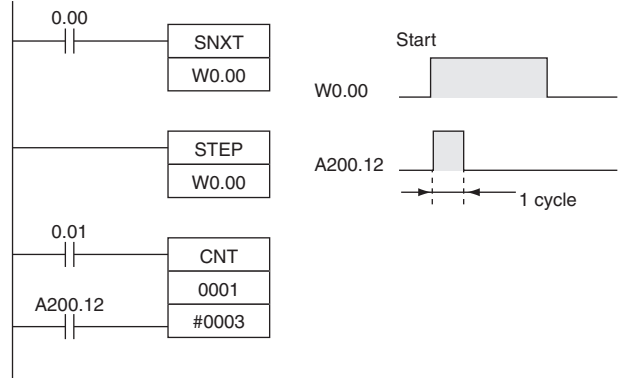 0.00
SNXT
W0.00
STEP
W0.00
0.01
CNT
0001
A200.12
#0003
Start
W0.00
A200.12
1 cycle